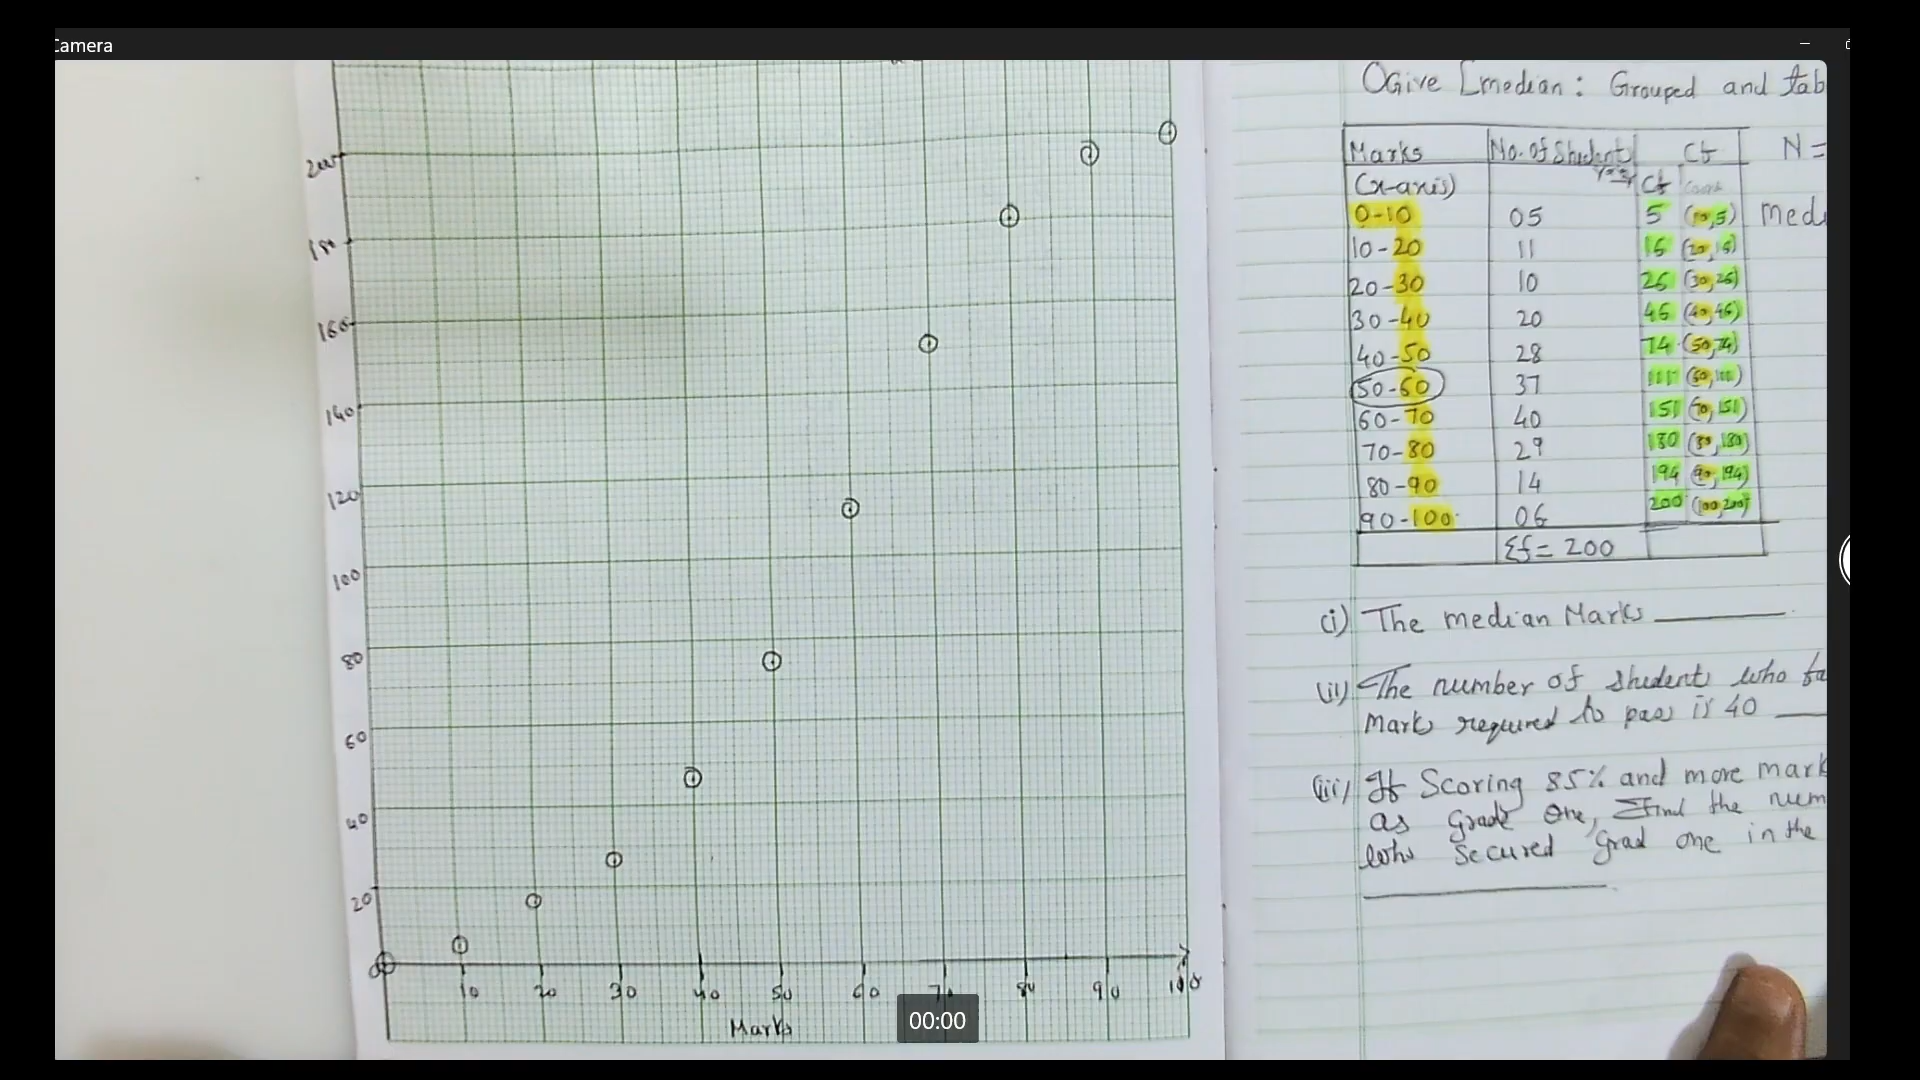 Camera
200
180
160
140
120
100
80
60
40
20
0
10 20 30 40 50 60 70 80 90 100
Marks
00:00
OGive [median: Grouped and tab
Marks No. of Student Cf N =
(x-axis) Cf
0-10 05 5 (10,5) Med
10-20 11 16 (20,16)
20-30 10 26 (30,26)
30-40 20 46 (40,46)
40-50 28 74 (50,74)
50-60 37 111 (60,111)
60-70 40 151 (70,151)
70-80 29 180 (80,180)
80-90 14 194 (90,194)
90-100 06 200 (100,200)
Σf = 200
(i) The median Marks
(ii) The number of student who fa
Marks required to pass is 40
(iii) If Scoring 85% and more mark
as grade one, Find the num
who Secured grad one in the